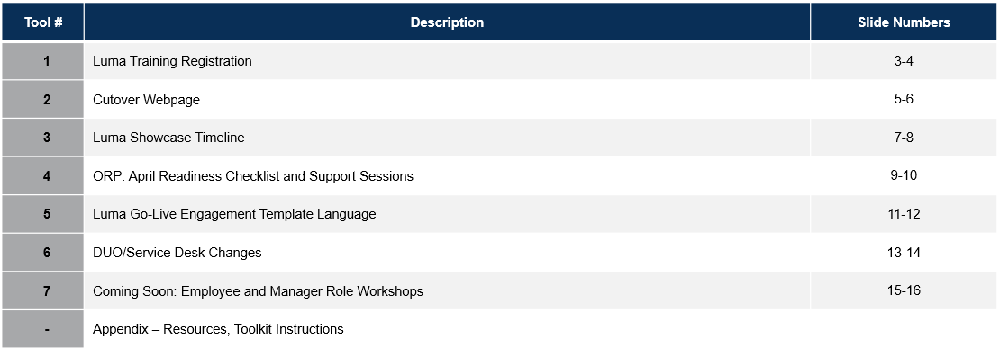 Tool # Description Slide Numbers
1 Luma Training Registration 3-4
2 Cutover Webpage 5-6
3 Luma Showcase Timeline 7-8
4 ORP: April Readiness Checklist and Support Sessions 9-10
5 Luma Go-Live Engagement Template Language 11-12
6 DUO/Service Desk Changes 13-14
7 Coming Soon: Employee and Manager Role Workshops 15-16
- Appendix – Resources, Toolkit Instructions